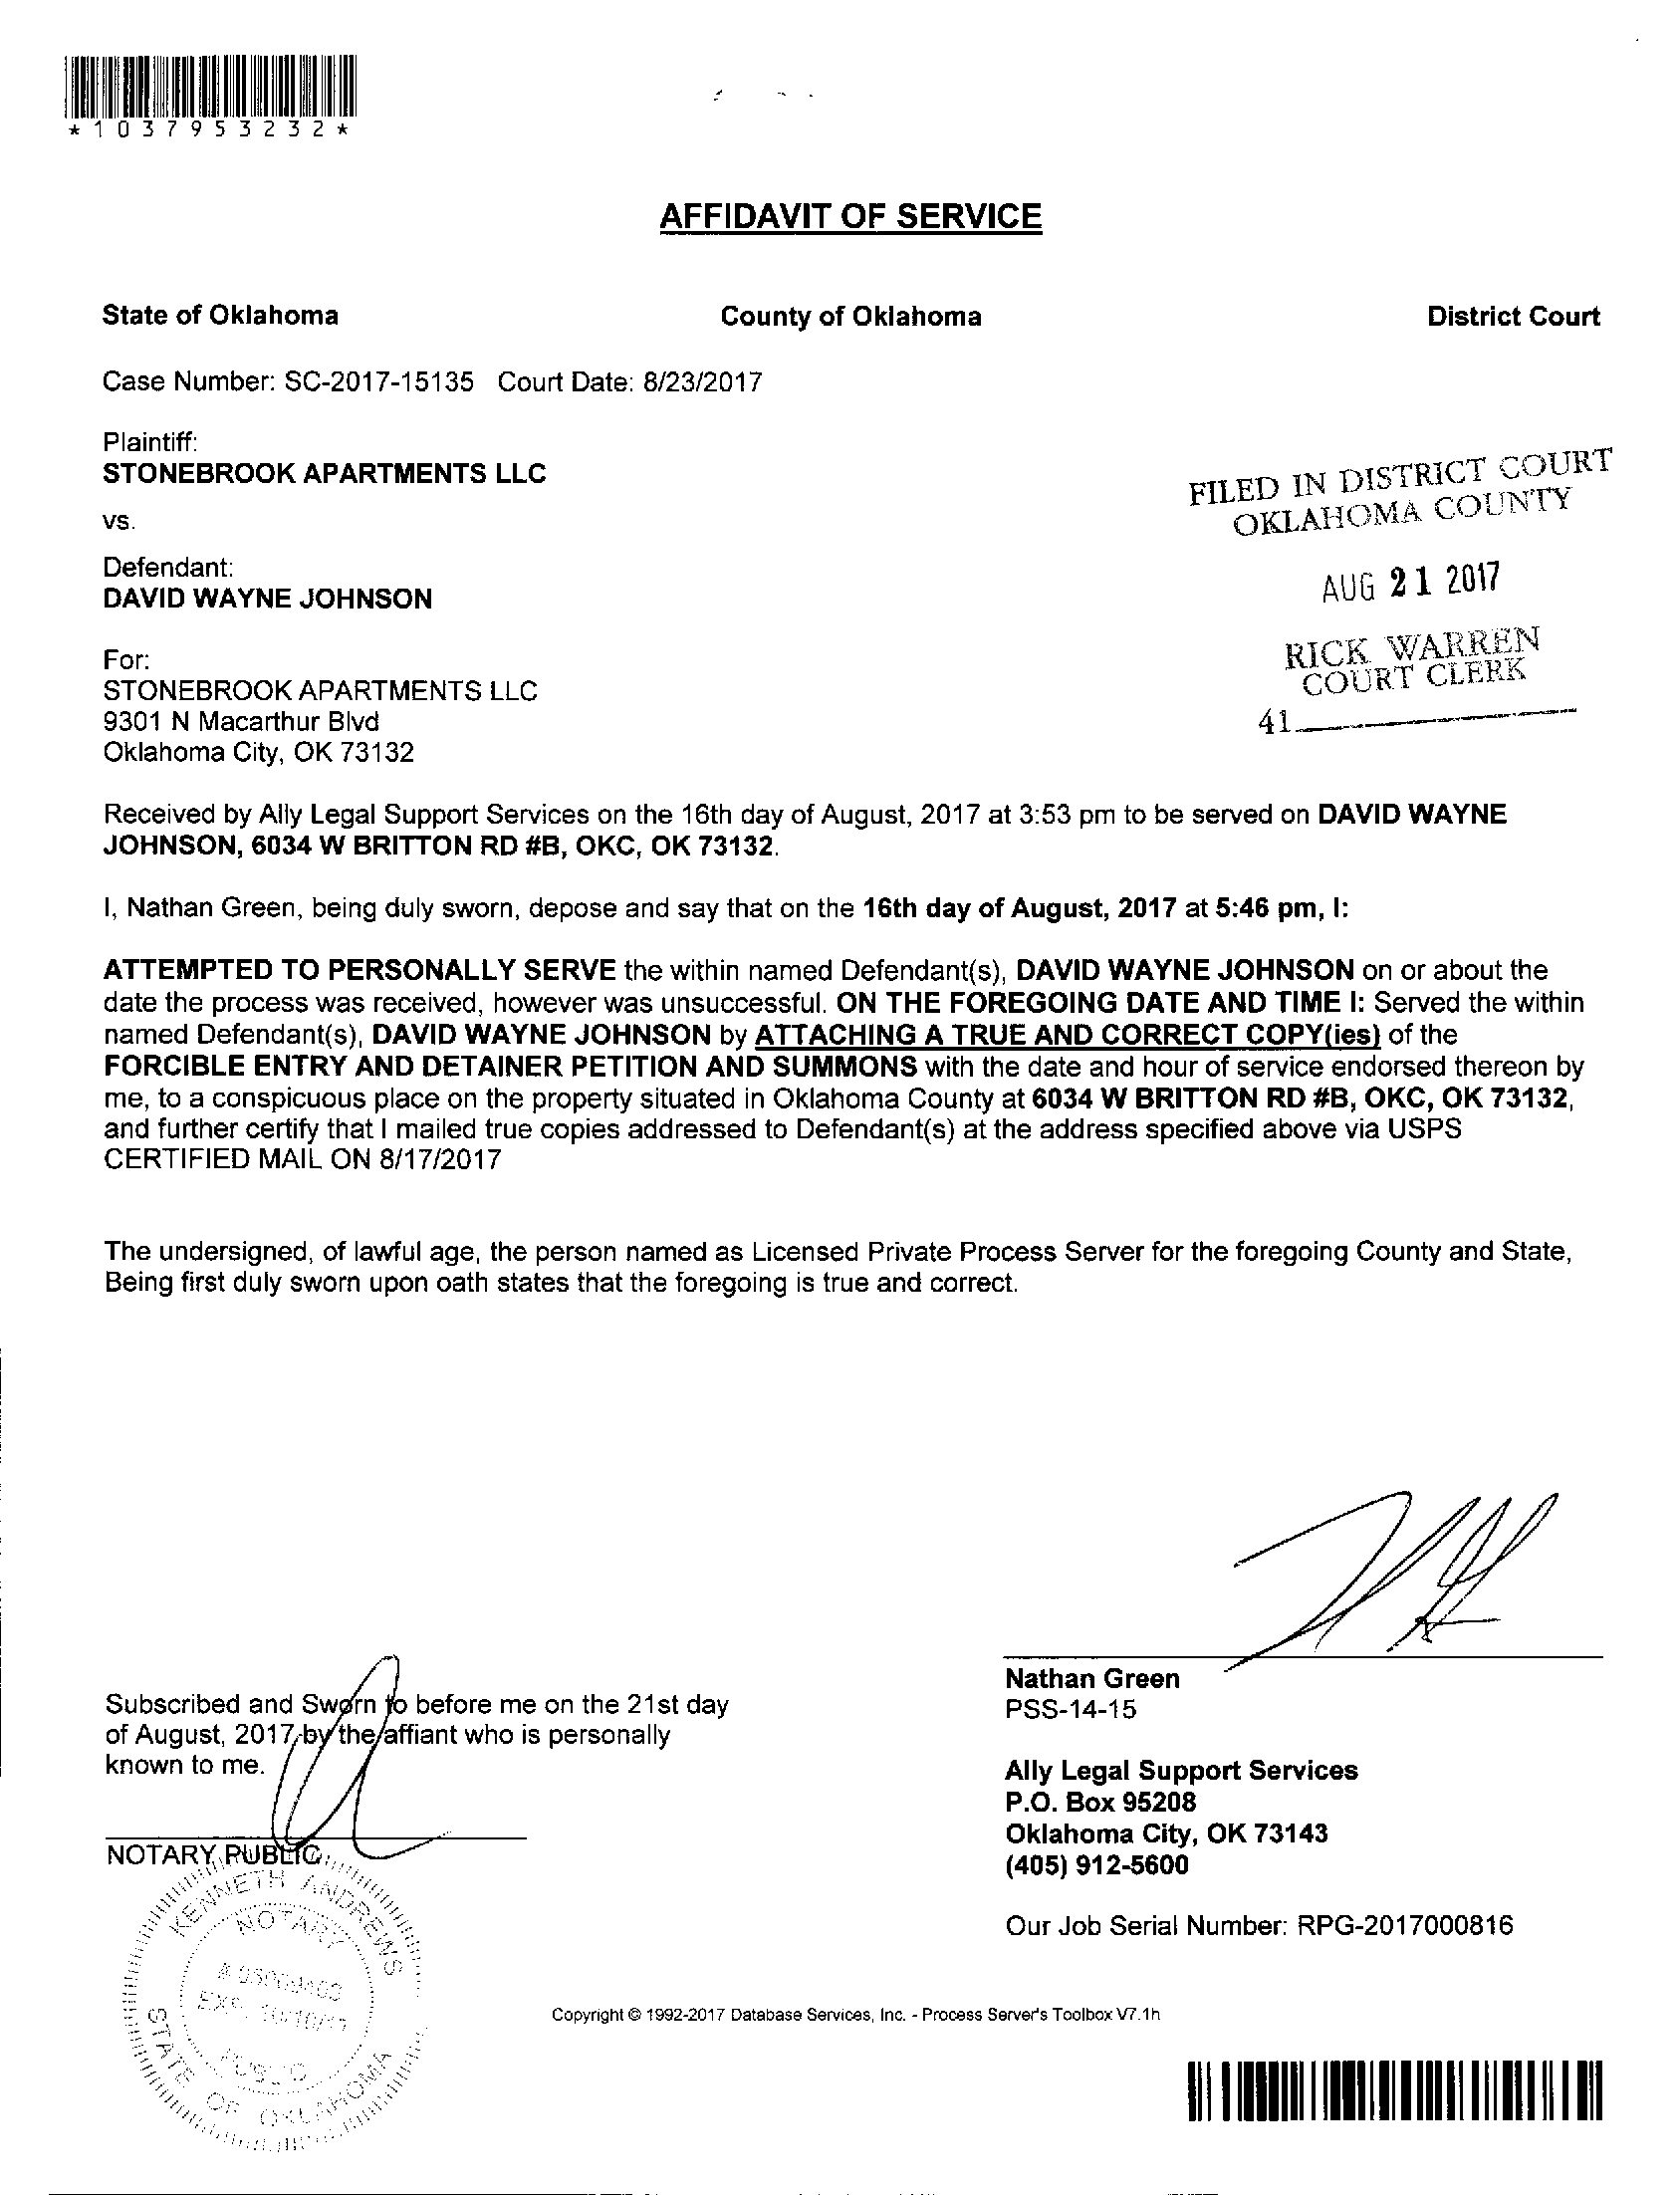 *1037953232*
AFFIDAVIT OF SERVICE
State of Oklahoma County of Oklahoma District Court
Case Number: SC-2017-15135 Court Date: 8/23/2017
Plaintiff:
STONEBROOK APARTMENTS LLC
vs.
Defendant:
DAVID WAYNE JOHNSON
FILED IN DISTRICT COURT
OKLAHOMA COUNTY
AUG 21 2017
RICK WARREN
COURT CLERK
41
For:
STONEBROOK APARTMENTS LLC
9301 N Macarthur Blvd
Oklahoma City, OK 73132
Received by Ally Legal Support Services on the 16th day of August, 2017 at 3:53 pm to be served on DAVID WAYNE
JOHNSON, 6034 W BRITTON RD #B, OKC, OK 73132.
I, Nathan Green, being duly sworn, depose and say that on the 16th day of August, 2017 at 5:46 pm, I:
ATTEMPTED TO PERSONALLY SERVE the within named Defendant(s), DAVID WAYNE JOHNSON on or about the
date the process was received, however was unsuccessful. ON THE FOREGOING DATE AND TIME I: Served the within
named Defendant(s), DAVID WAYNE JOHNSON by ATTACHING A TRUE AND CORRECT COPY(ies) of the
FORCIBLE ENTRY AND DETAINER PETITION AND SUMMONS with the date and hour of service endorsed thereon by
me, to a conspicuous place on the property situated in Oklahoma County at 6034 W BRITTON RD #B, OKC, OK 73132,
and further certify that I mailed true copies addressed to Defendant(s) at the address specified above via USPS
CERTIFIED MAIL ON 8/17/2017
The undersigned, of lawful age, the person named as Licensed Private Process Server for the foregoing County and State,
Being first duly sworn upon oath states that the foregoing is true and correct.
Subscribed and Sworn to before me on the 21st day
of August, 2017 by the affiant who is personally
known to me.
NOTARY PUBLIC
KENNETH ANDREWS
NOTARY
EXP. 10/10/17
PUBLIC
STATE OF OKLAHOMA
Nathan Green
PSS-14-15
Ally Legal Support Services
P.O. Box 95208
Oklahoma City, OK 73143
(405) 912-5600
Our Job Serial Number: RPG-2017000816
Copyright © 1992-2017 Database Services, Inc. - Process Server's Toolbox V7.1h